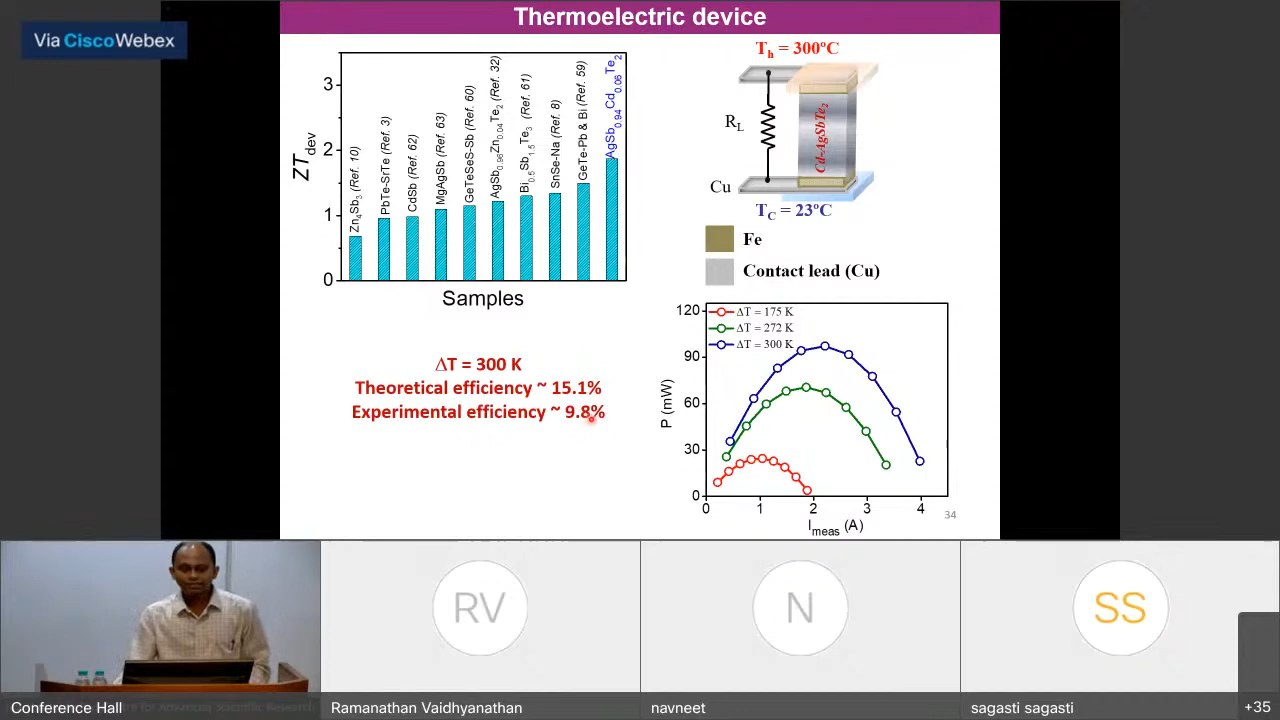 Thermoelectric device
Via Cisco Webex
3
2
1
0
ZTdev
Zn4Sb3 (Ref. 10)
PbTe-SrTe (Ref. 3)
CdSb (Ref. 62)
MgAgSb (Ref. 63)
GeTeSeS-Sb (Ref. 60)
AgSb0.96Zn0.04Te2 (Ref. 32)
Bi0.5Sb1.5Te3 (Ref. 61)
SnSe-Na (Ref. 8)
GeTe-Pb & Bi (Ref. 59)
AgSb0.94Cd0.06Te2
Samples
Th = 300ºC
RL
Cd-AgSbTe2
Cu
TC = 23ºC
Fe
Contact lead (Cu)
ΔT = 300 K
Theoretical efficiency ~ 15.1%
Experimental efficiency ~ 9.8%
120
90
60
30
0
P (mW)
ΔT = 175 K
ΔT = 272 K
ΔT = 300 K
0 1 2 3 4
Imeas (A)
34
RV
N
SS
Conference Hall
Ramanathan Vaidhyanathan
navneet
sagasti sagasti
+35